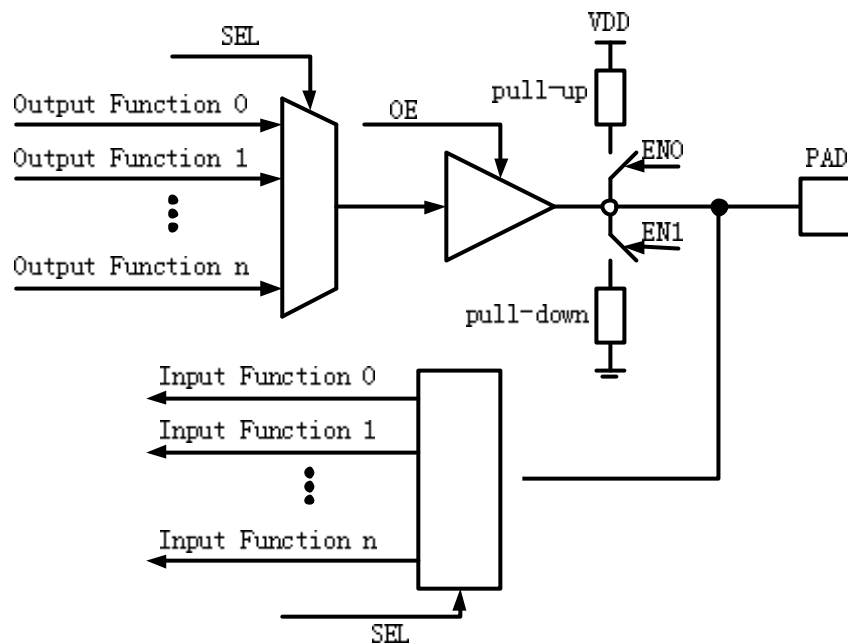 SEL
VDD
Output Function 0
pull-up
OE
Output Function 1
EN0
PAD
EN1
Output Function n
pull-down
Input Function 0
Input Function 1
Input Function n
SEL